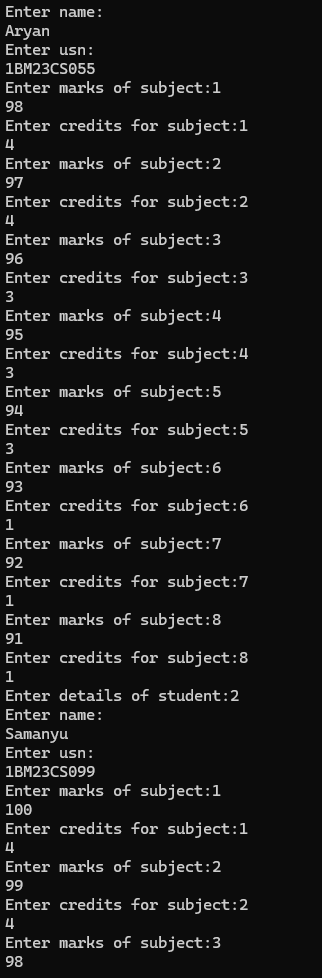 Enter name:
Aryan
Enter usn:
1BM23CS055
Enter marks of subject:1
98
Enter credits for subject:1
4
Enter marks of subject:2
97
Enter credits for subject:2
4
Enter marks of subject:3
96
Enter credits for subject:3
3
Enter marks of subject:4
95
Enter credits for subject:4
3
Enter marks of subject:5
94
Enter credits for subject:5
3
Enter marks of subject:6
93
Enter credits for subject:6
1
Enter marks of subject:7
92
Enter credits for subject:7
1
Enter marks of subject:8
91
Enter credits for subject:8
1
Enter details of student:2
Enter name:
Samanyu
Enter usn:
1BM23CS099
Enter marks of subject:1
100
Enter credits for subject:1
4
Enter marks of subject:2
99
Enter credits for subject:2
4
Enter marks of subject:3
98